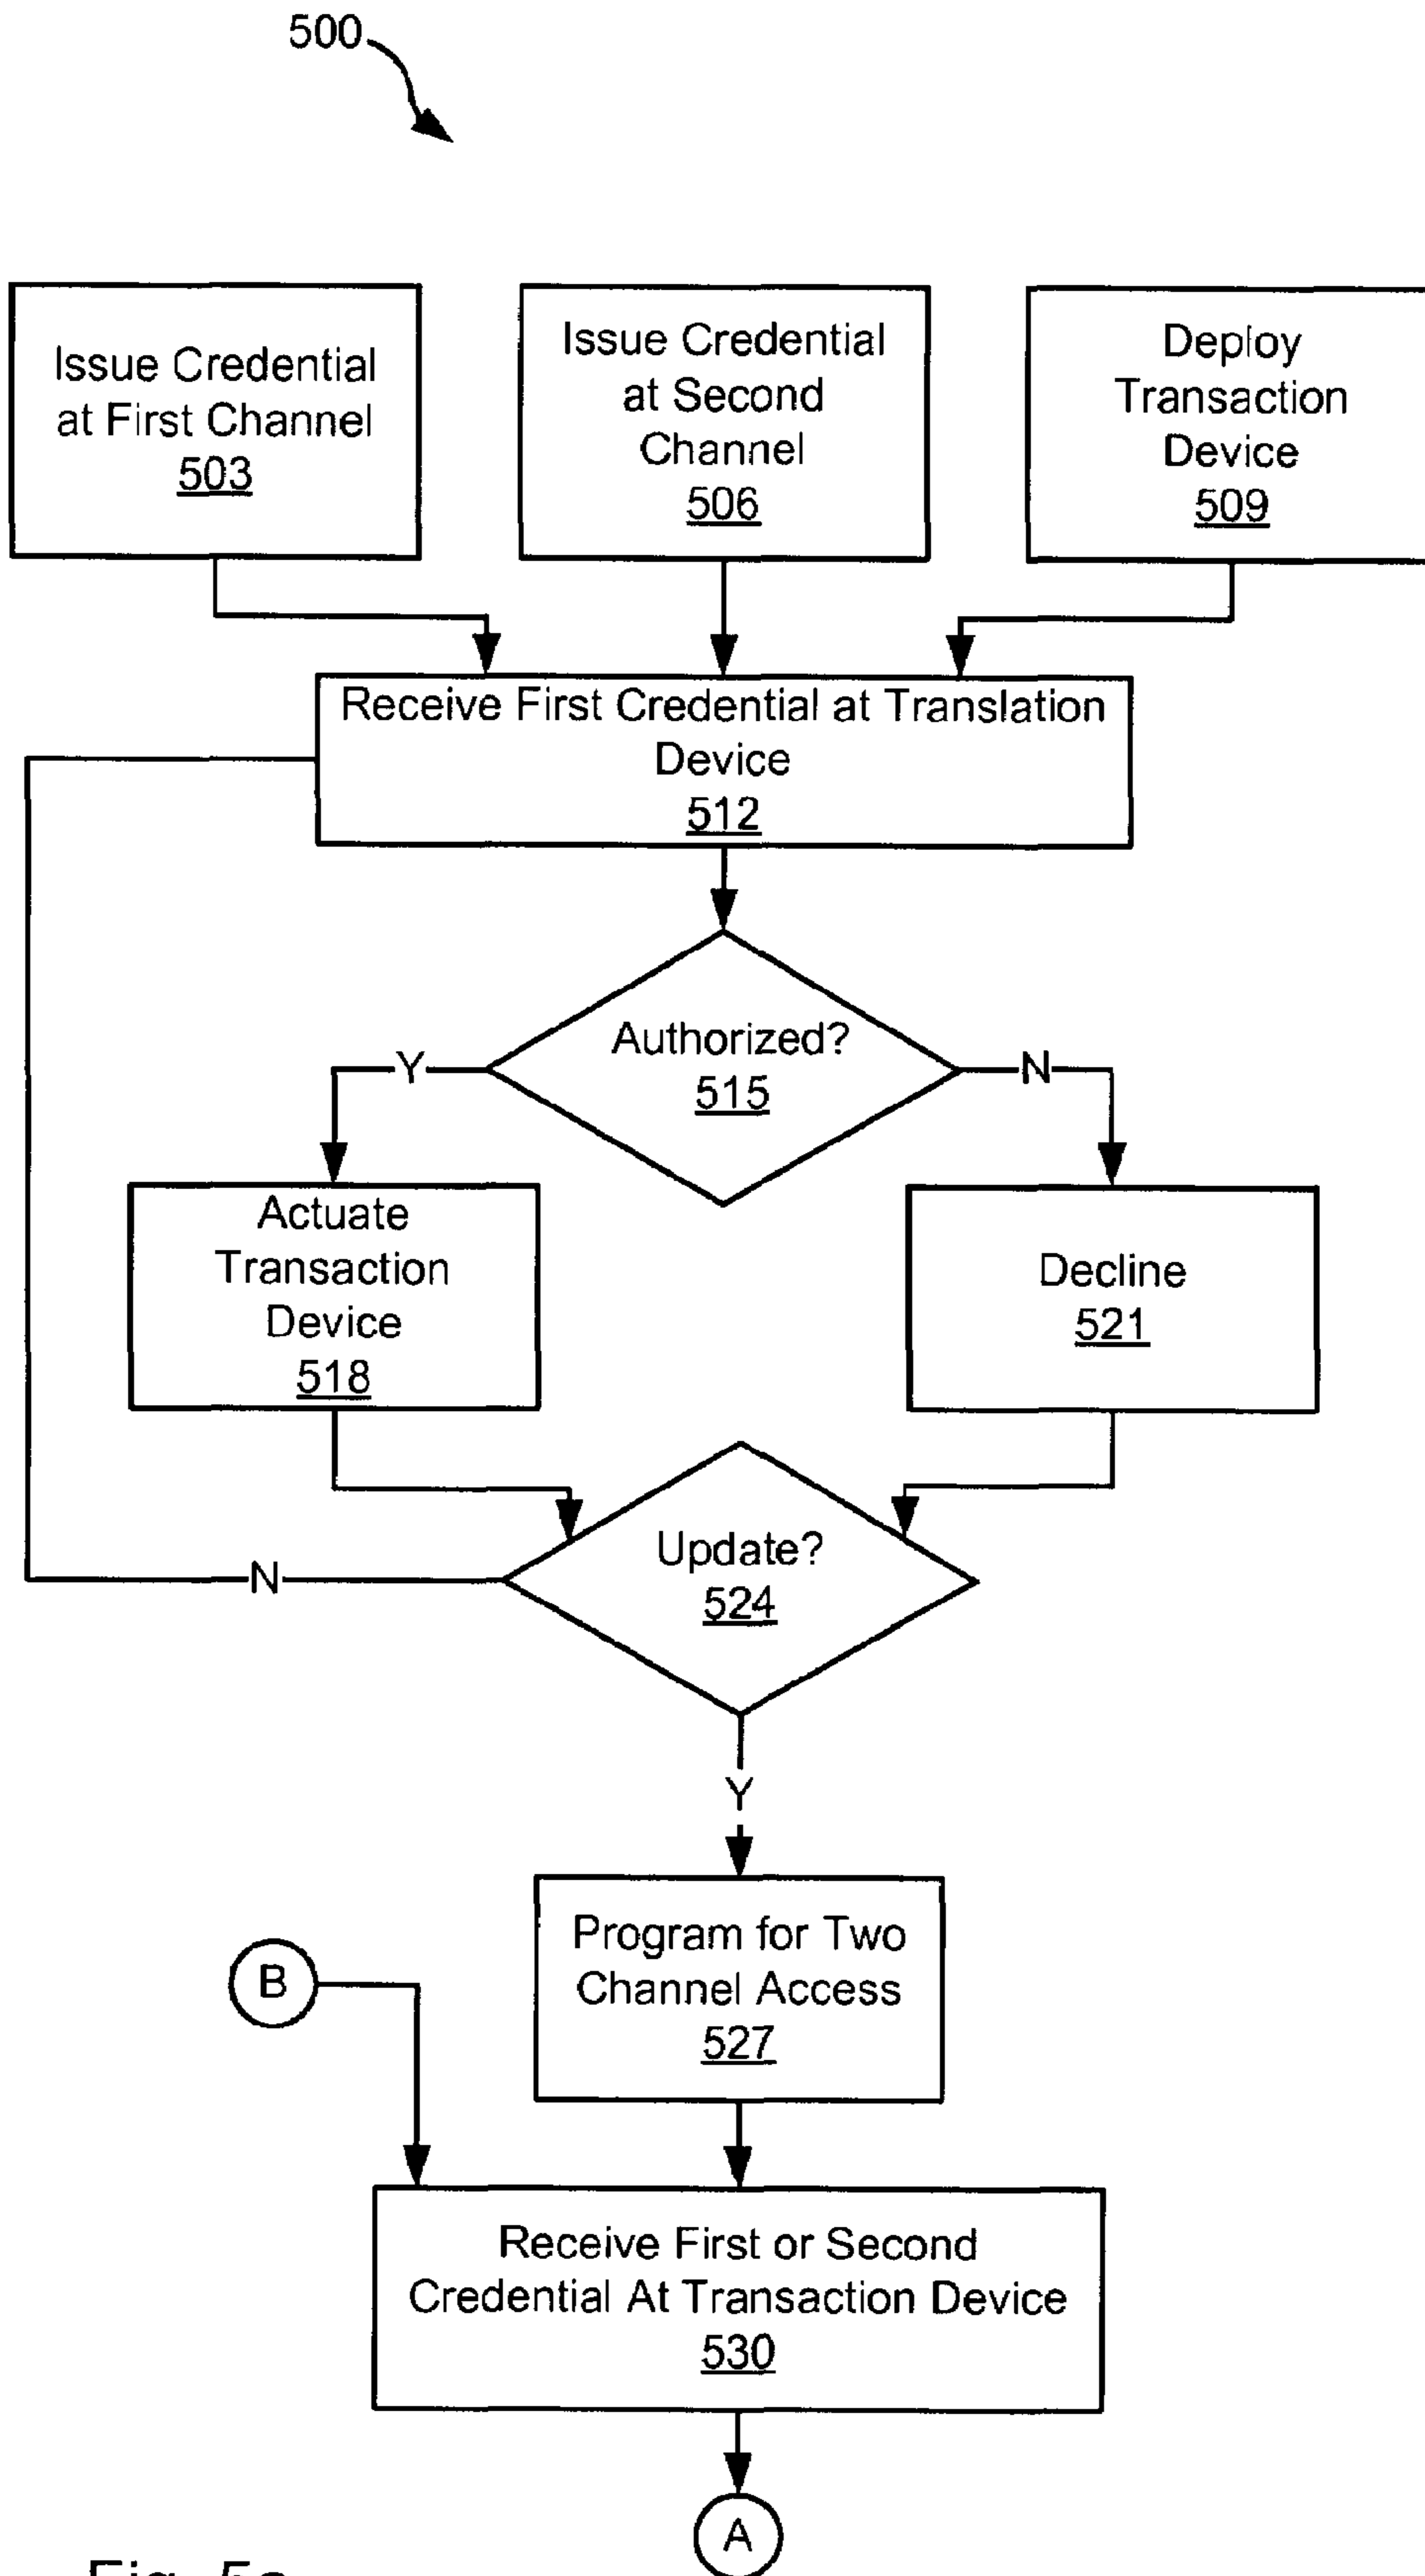 500
Issue Credential
at First Channel
503
Issue Credential
at Second
Channel
506
Deploy
Transaction
Device
509
Receive First Credential at Translation
Device
512
Authorized?
515
Y
N
Actuate
Transaction
Device
518
Decline
521
Update?
524
N
Y
Program for Two
Channel Access
527
B
Receive First or Second
Credential At Transaction Device
530
A
Fig. 5a